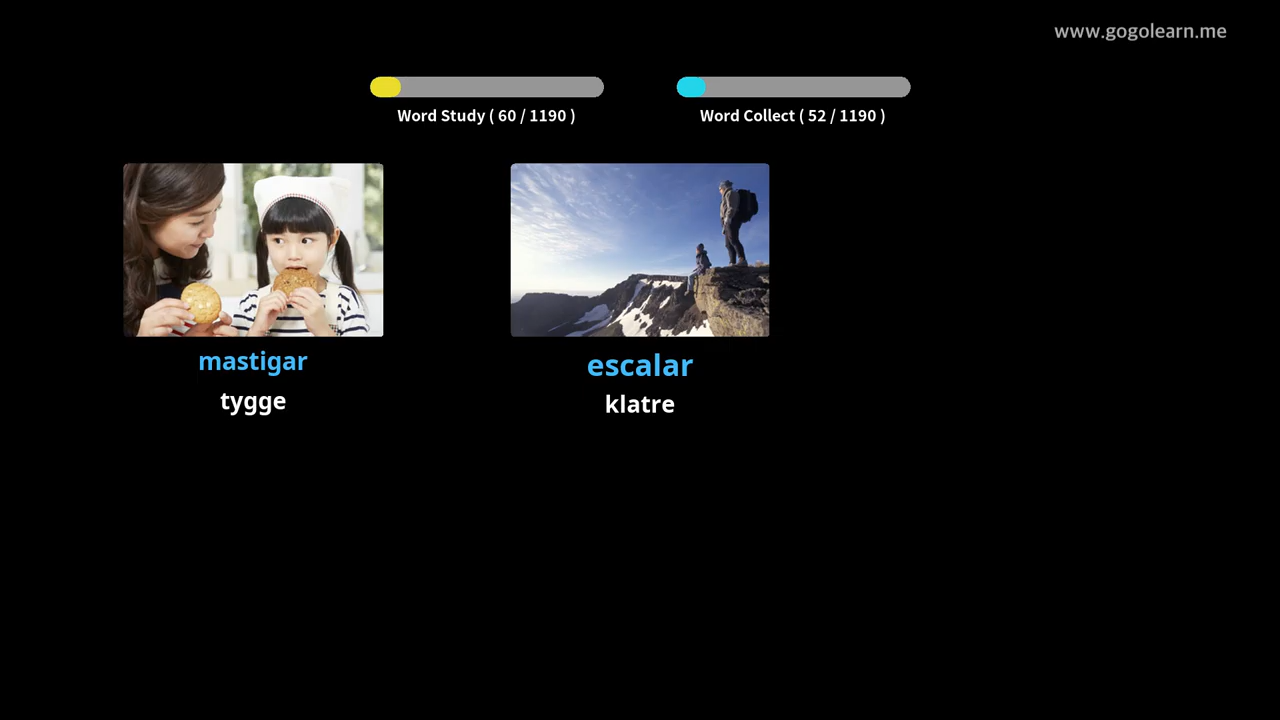 www.gogolearn.me
Word Study ( 60 / 1190 )
Word Collect ( 52 / 1190 )
mastigar
tygge
escalar
klatre